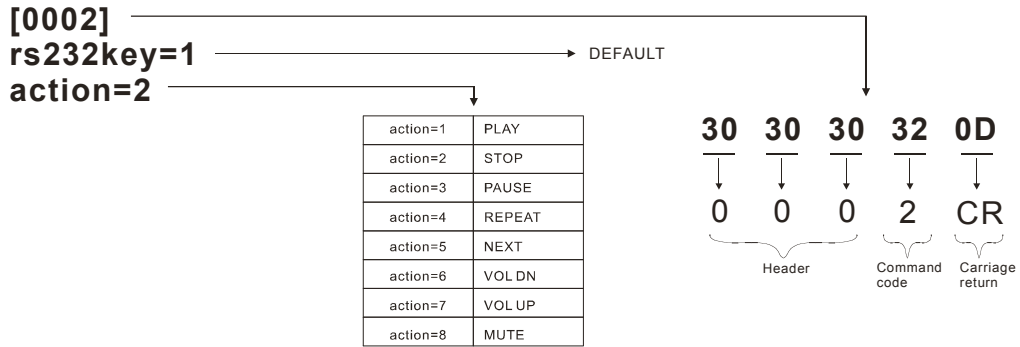 [0002]
rs232key=1 DEFAULT
action=2
action=1 PLAY
action=2 STOP
action=3 PAUSE
action=4 REPEAT
action=5 NEXT
action=6 VOL DN
action=7 VOL UP
action=8 MUTE
30 30 30 32 0D
0 0 0 2 CR
Header
Command code
Carriage return